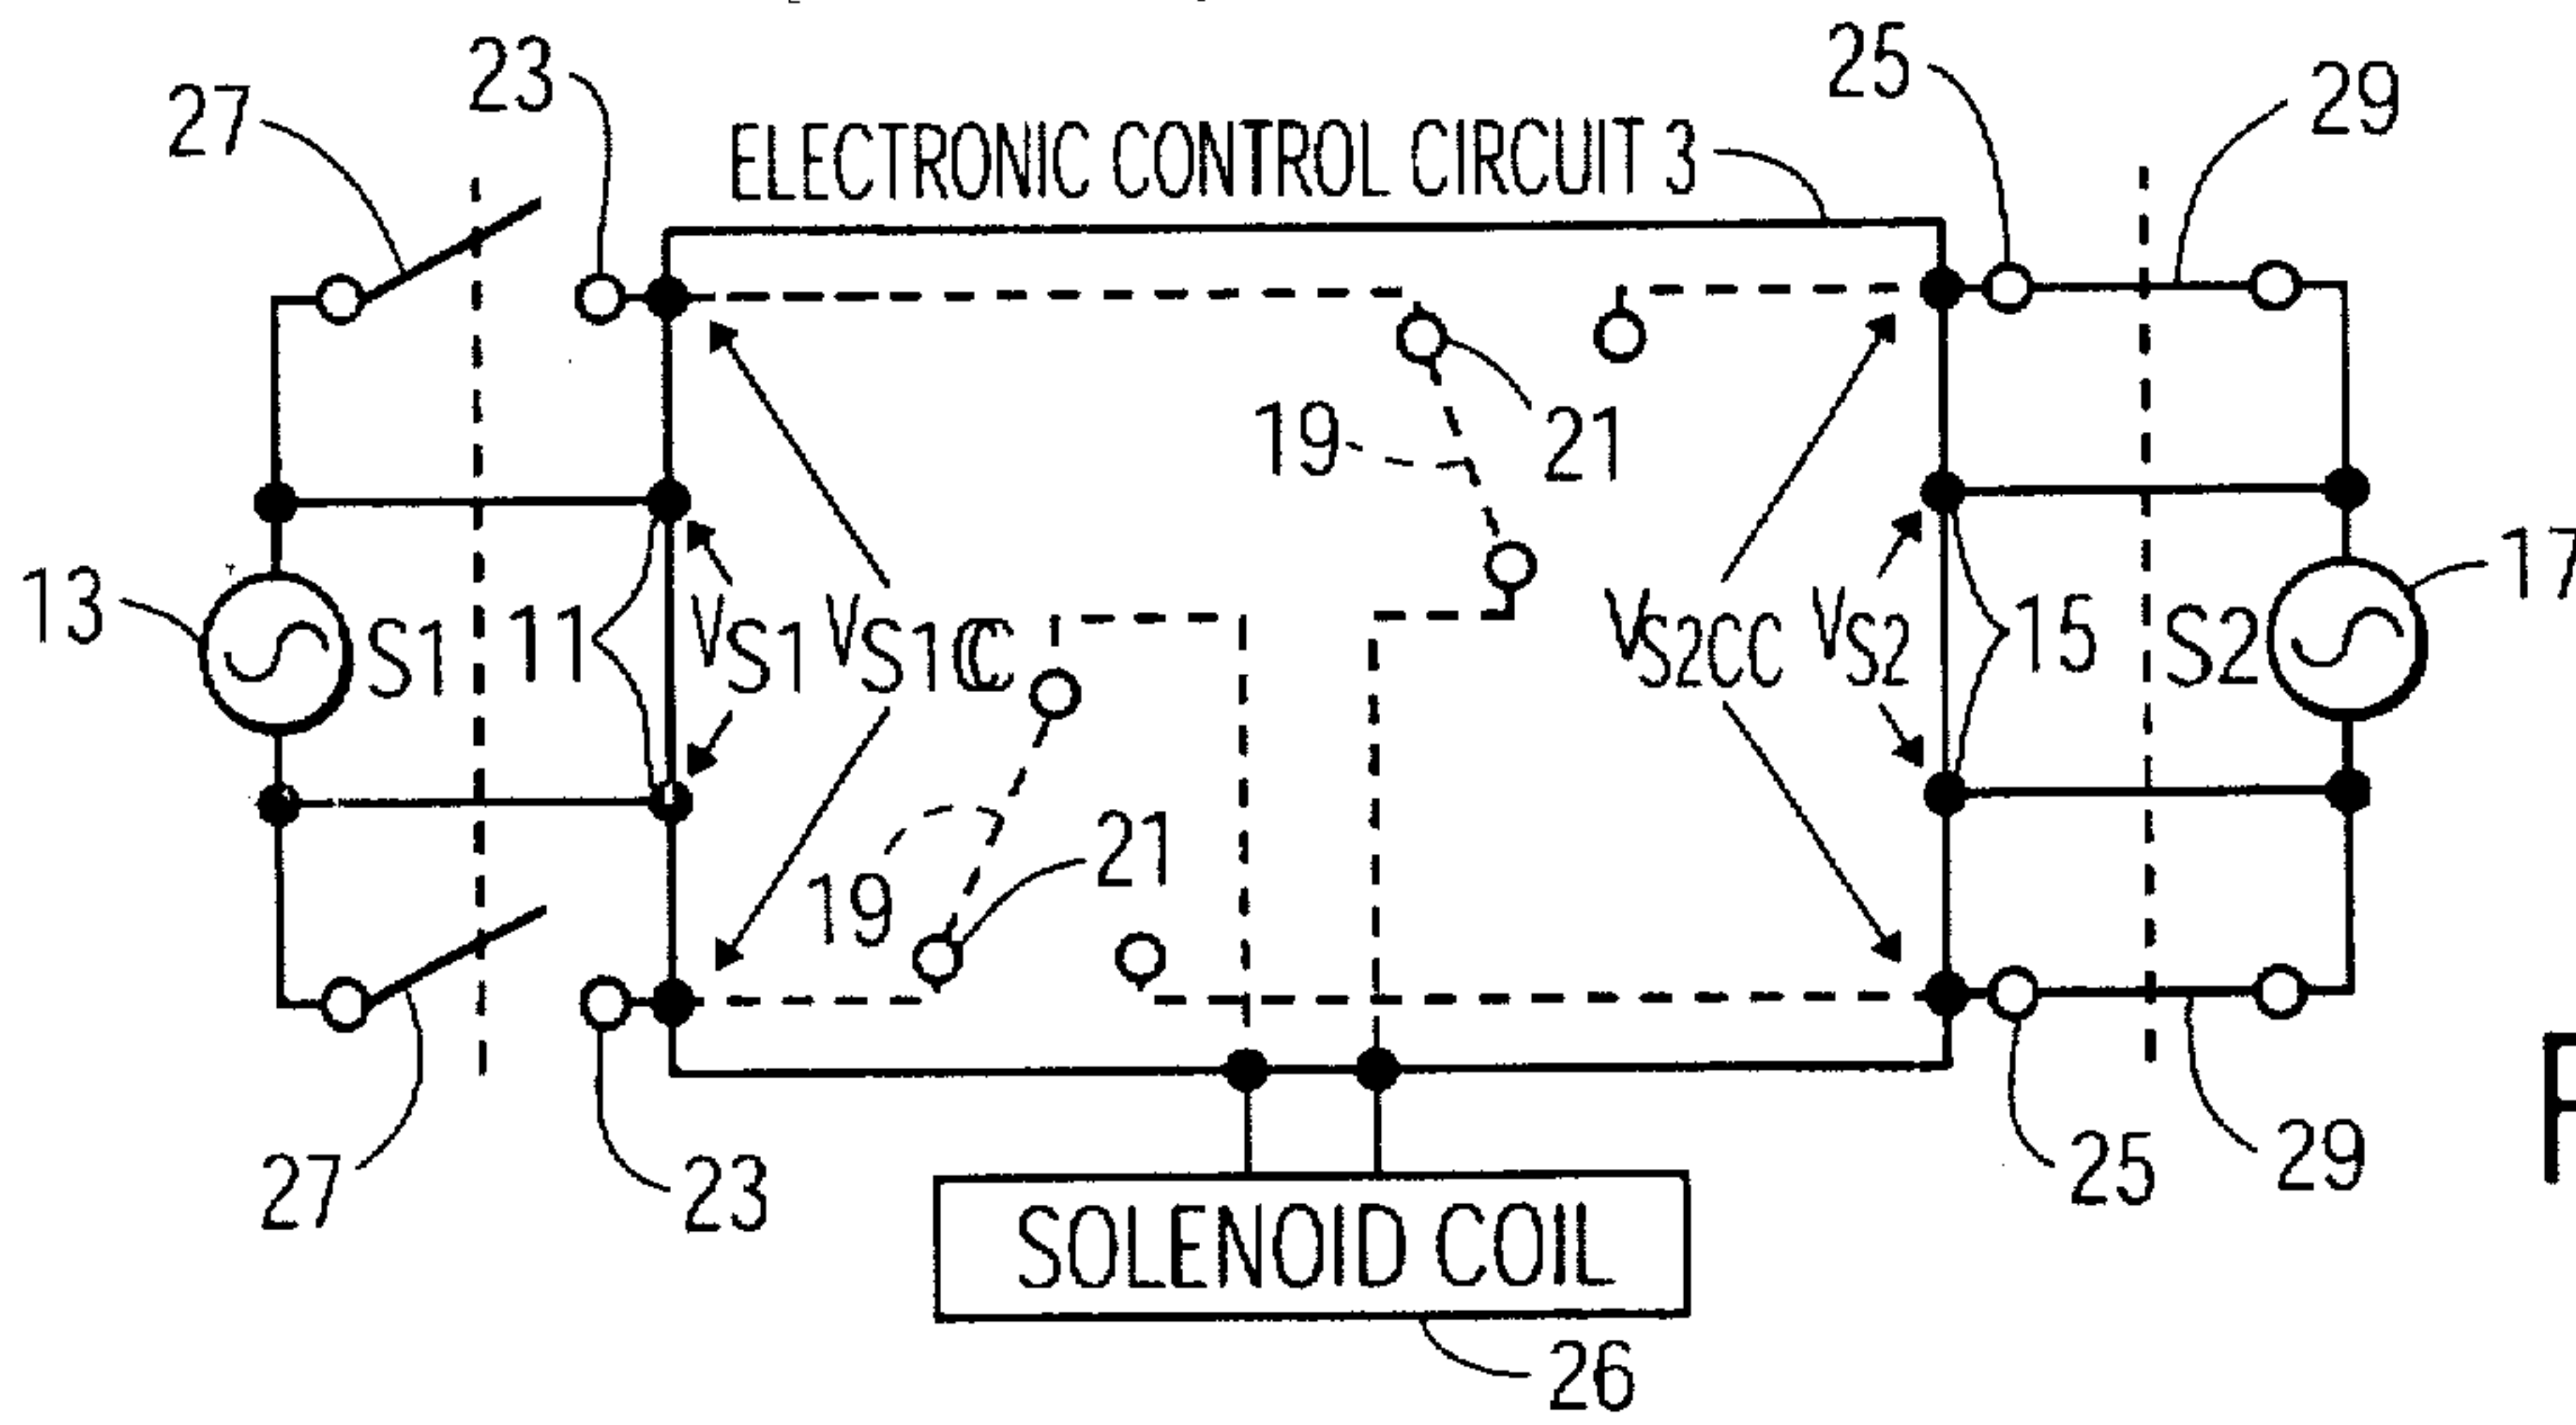 23
25
27
29
ELECTRONIC CONTROL CIRCUIT 3
21
19
13
S1
11
VS1
VS1CC
VS2CC
VS2
15
S2
17
19
21
27
23
25
29
SOLENOID COIL
26